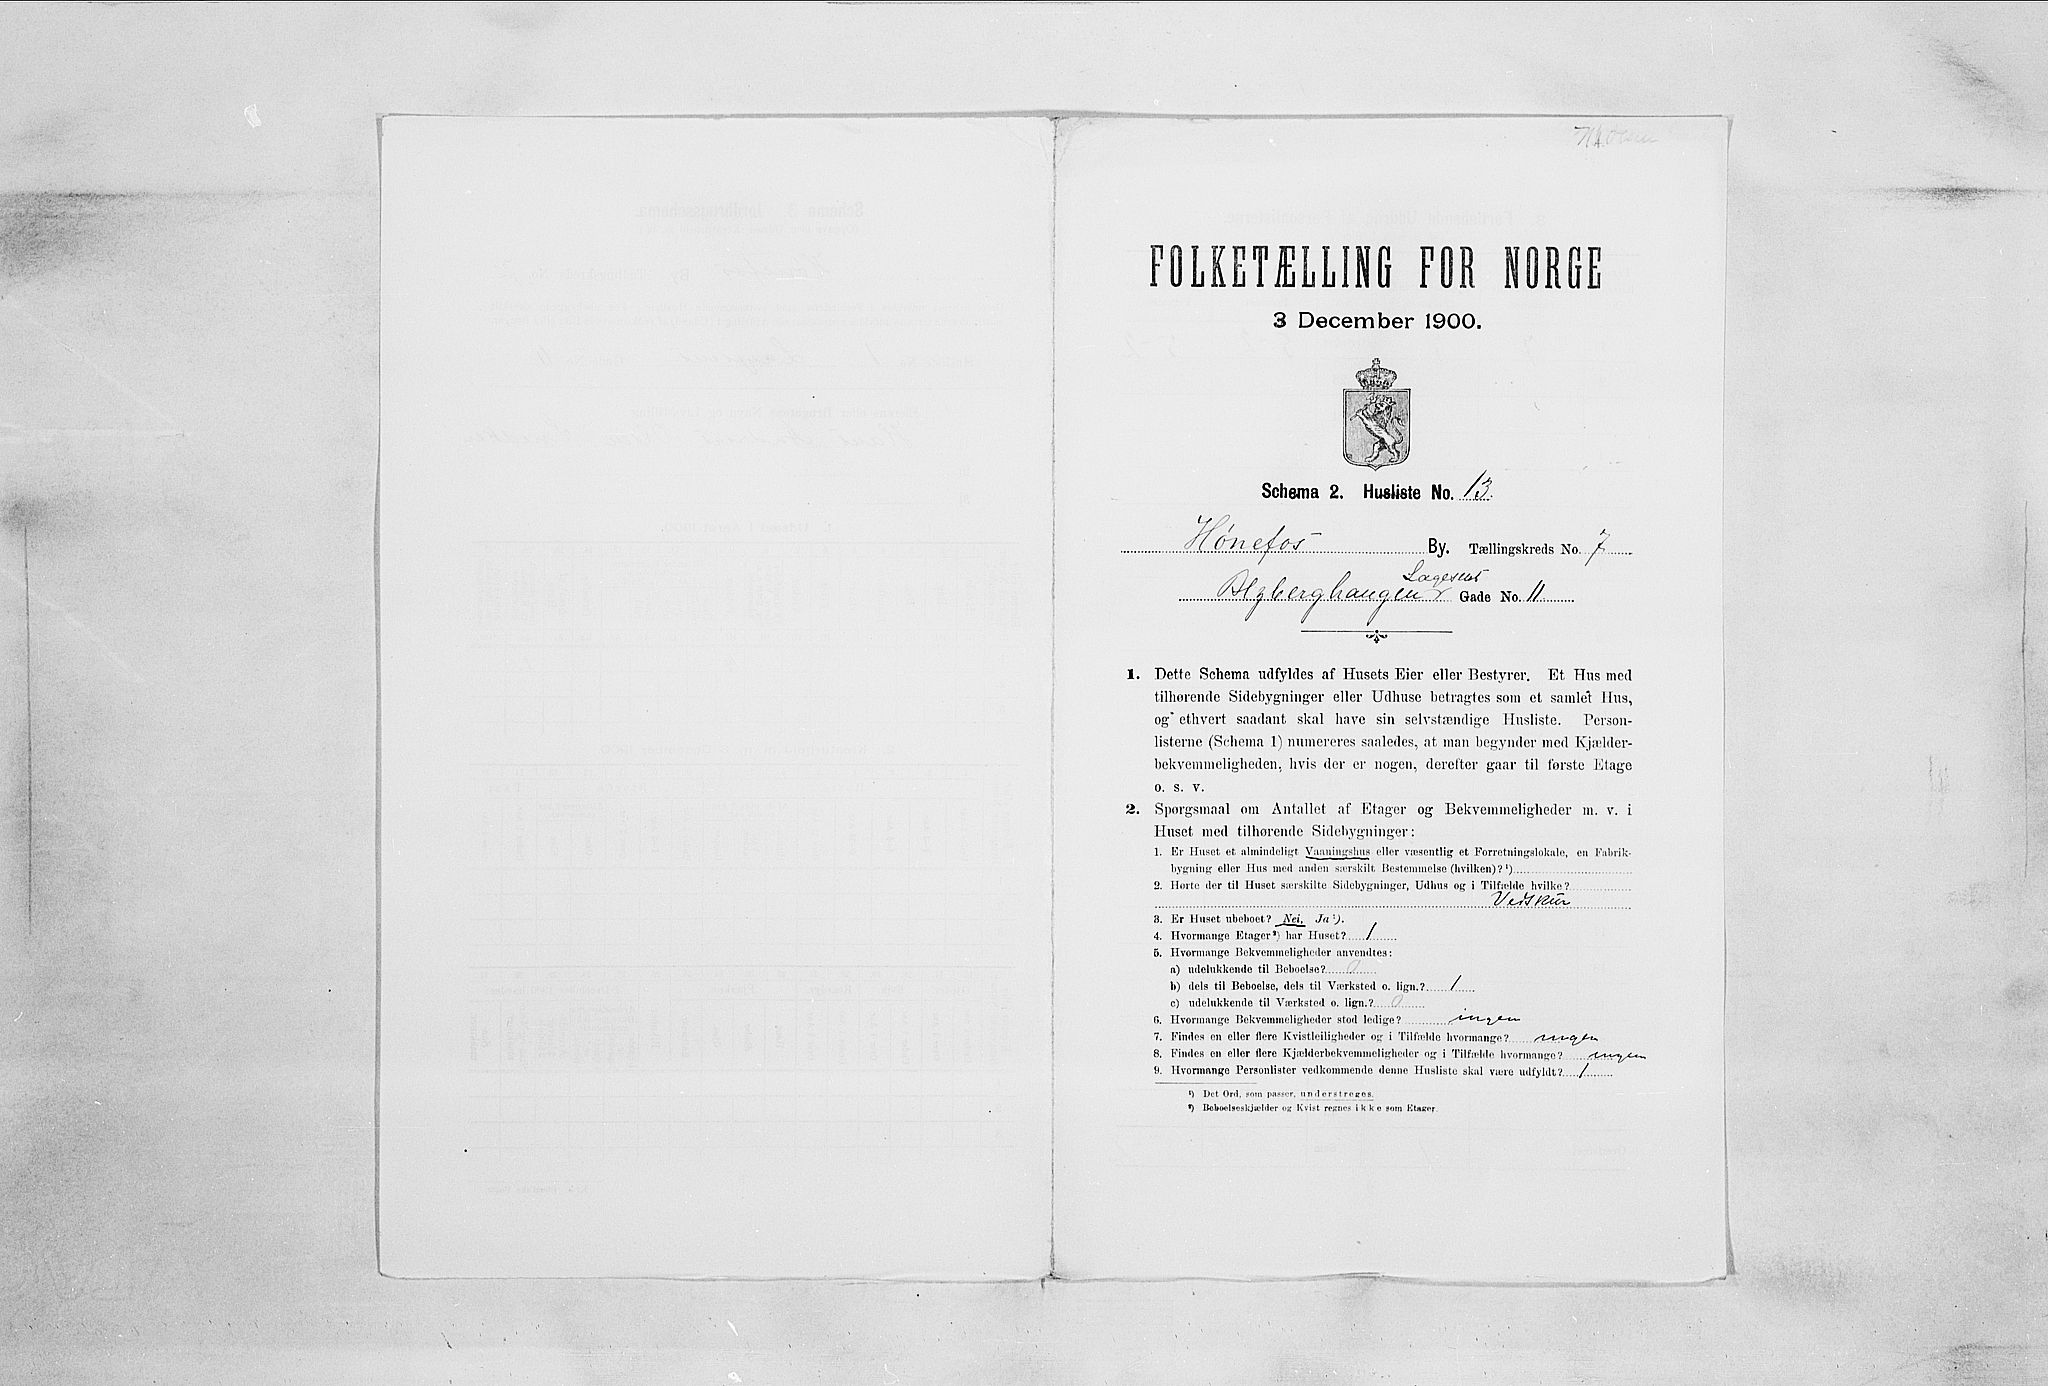 FOLKETÆLLING FOR NORGE
3 December 1900.
Schema 2. Husliste No. 13.
Hønefos By. Tællingskreds No. 7
Lagesens
Blyberghaugen Gade No. 11
1. Dette Schema udfyldes af Husets Eier eller Bestyrer. Et Hus med
tilhørende Sidebygninger eller Udhuse betragtes som et samlet Hus,
og ethvert saadant skal have sin selvstændige Husliste. Person-
listerne (Schema 1) numereres saaledes, at man begynder med Kjælder-
bekvemmeligheden, hvis der er nogen, derefter gaar til første Etage
o. s. v.
2. Spørgsmaal om Antallet af Etager og Bekvemmeligheder m. v. i
Huset med tilhørende Sidebygninger:
1. Er Huset et almindeligt Vaaningshus eller væsentlig et Forretningslokale, en Fabrik-
bygning eller Hus med anden særskilt Bestemmelse (hvilken)? ¹)
2. Hørte der til Huset særskilte Sidebygninger, Udhus og i Tilfælde hvilke?
Vedskur
3. Er Huset ubeboet? Nei. Ja ¹).
4. Hvormange Etager²) har Huset? 1
5. Hvormange Bekvemmeligheder anvendtes:
a) udelukkende til Beboelse? 0
b) dels til Beboelse, dels til Værksted o. lign.? 1
c) udelukkende til Værksted o. lign.? 0
6. Hvormange Bekvemmeligheder stod ledige? ingen
7. Findes en eller flere Kvistleiligheder og i Tilfælde hvormange? ingen
8. Findes en eller flere Kjælderbekvemmeligheder og i Tilfælde hvormange? ingen
9. Hvormange Personlister vedkommende denne Husliste skal være udfyldt? 1
¹) Det Ord, som passer, understreges.
²) Beboelseskjælder og Kvist regnes ikke som Etager.